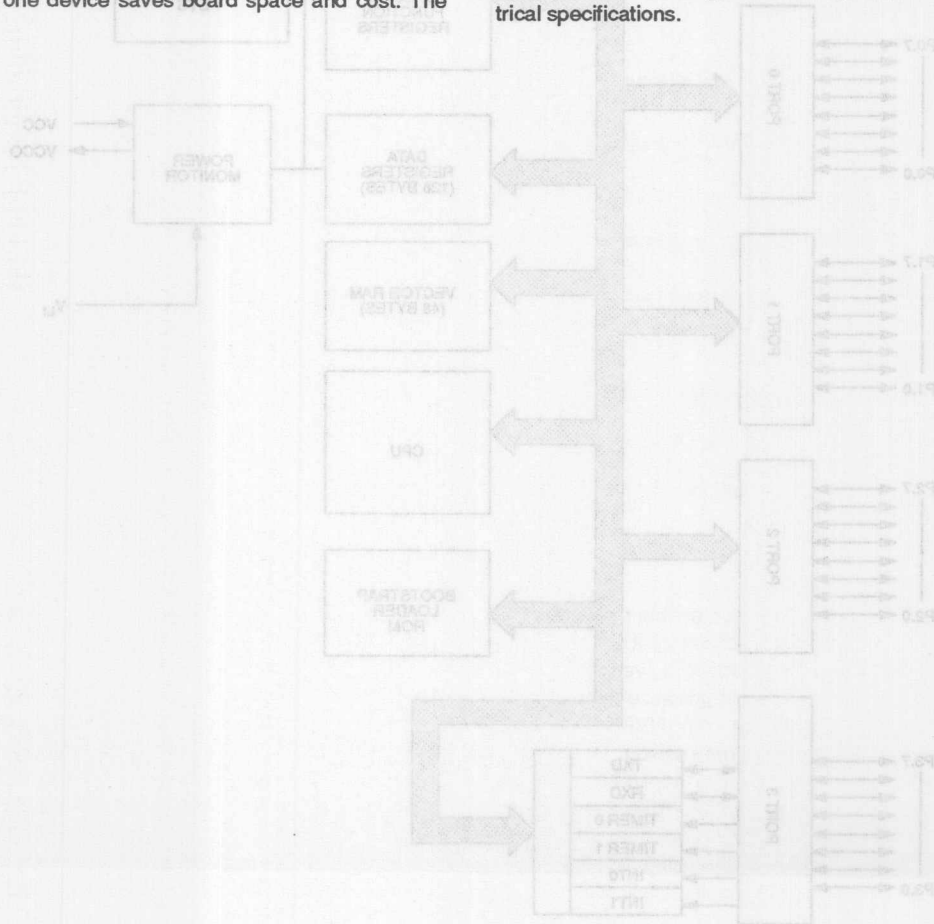 one device saves board space and cost. The
trical specifications.
FUNCTION
REGISTERS
PORT 0
P0.7
P0.0
VCC
VCCO
POWER
MONITOR
DATA
REGISTERS
(128 BYTES)
VECTOR RAM
(48 BYTES)
VLI
PORT 1
P1.7
P1.0
CPU
PORT 2
P2.7
P2.0
BOOTSTRAP
LOADER
ROM
TXD
RXD
TIMER 0
TIMER 1
INT0
INT1
PORT 3
P3.7
P3.0